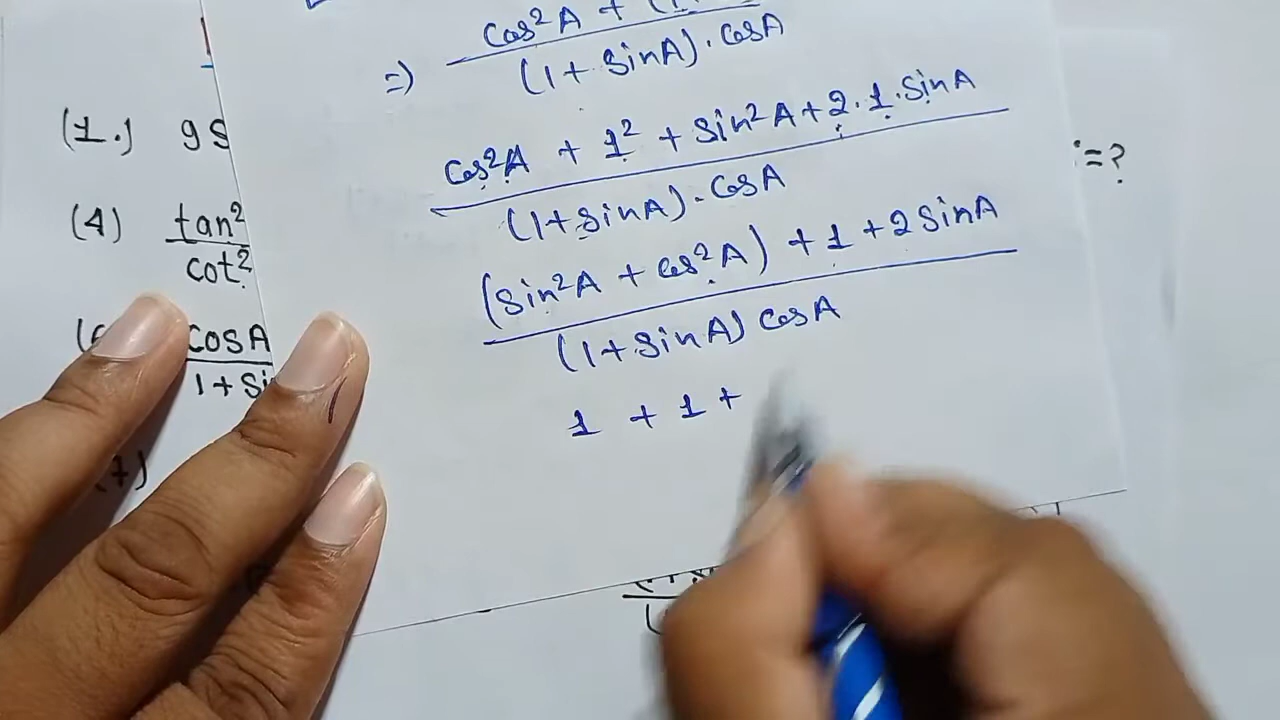 cos²A +
=) (1 + sinA) . cosA
cos²A + 1² + sin²A + 2 . 1 . sinA
(1+sinA) . cosA
(sin²A + cos²A) + 1 + 2 sinA
(1+sinA) cosA
1 + 1 +
(1.) 9 s
(4) tan²
cot²
cosA
1 + si
7)
=?